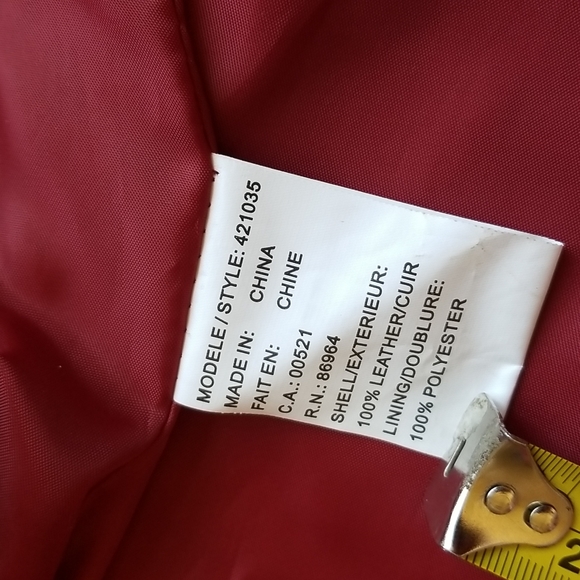 MODELE / STYLE: 421035
MADE IN: CHINA
FAIT EN: CHINE
C.A.: 00521
R.N.: 86964
SHELL/EXTERIEUR:
100% LEATHER/CUIR
LINING/DOUBLURE:
100% POLYESTER
2